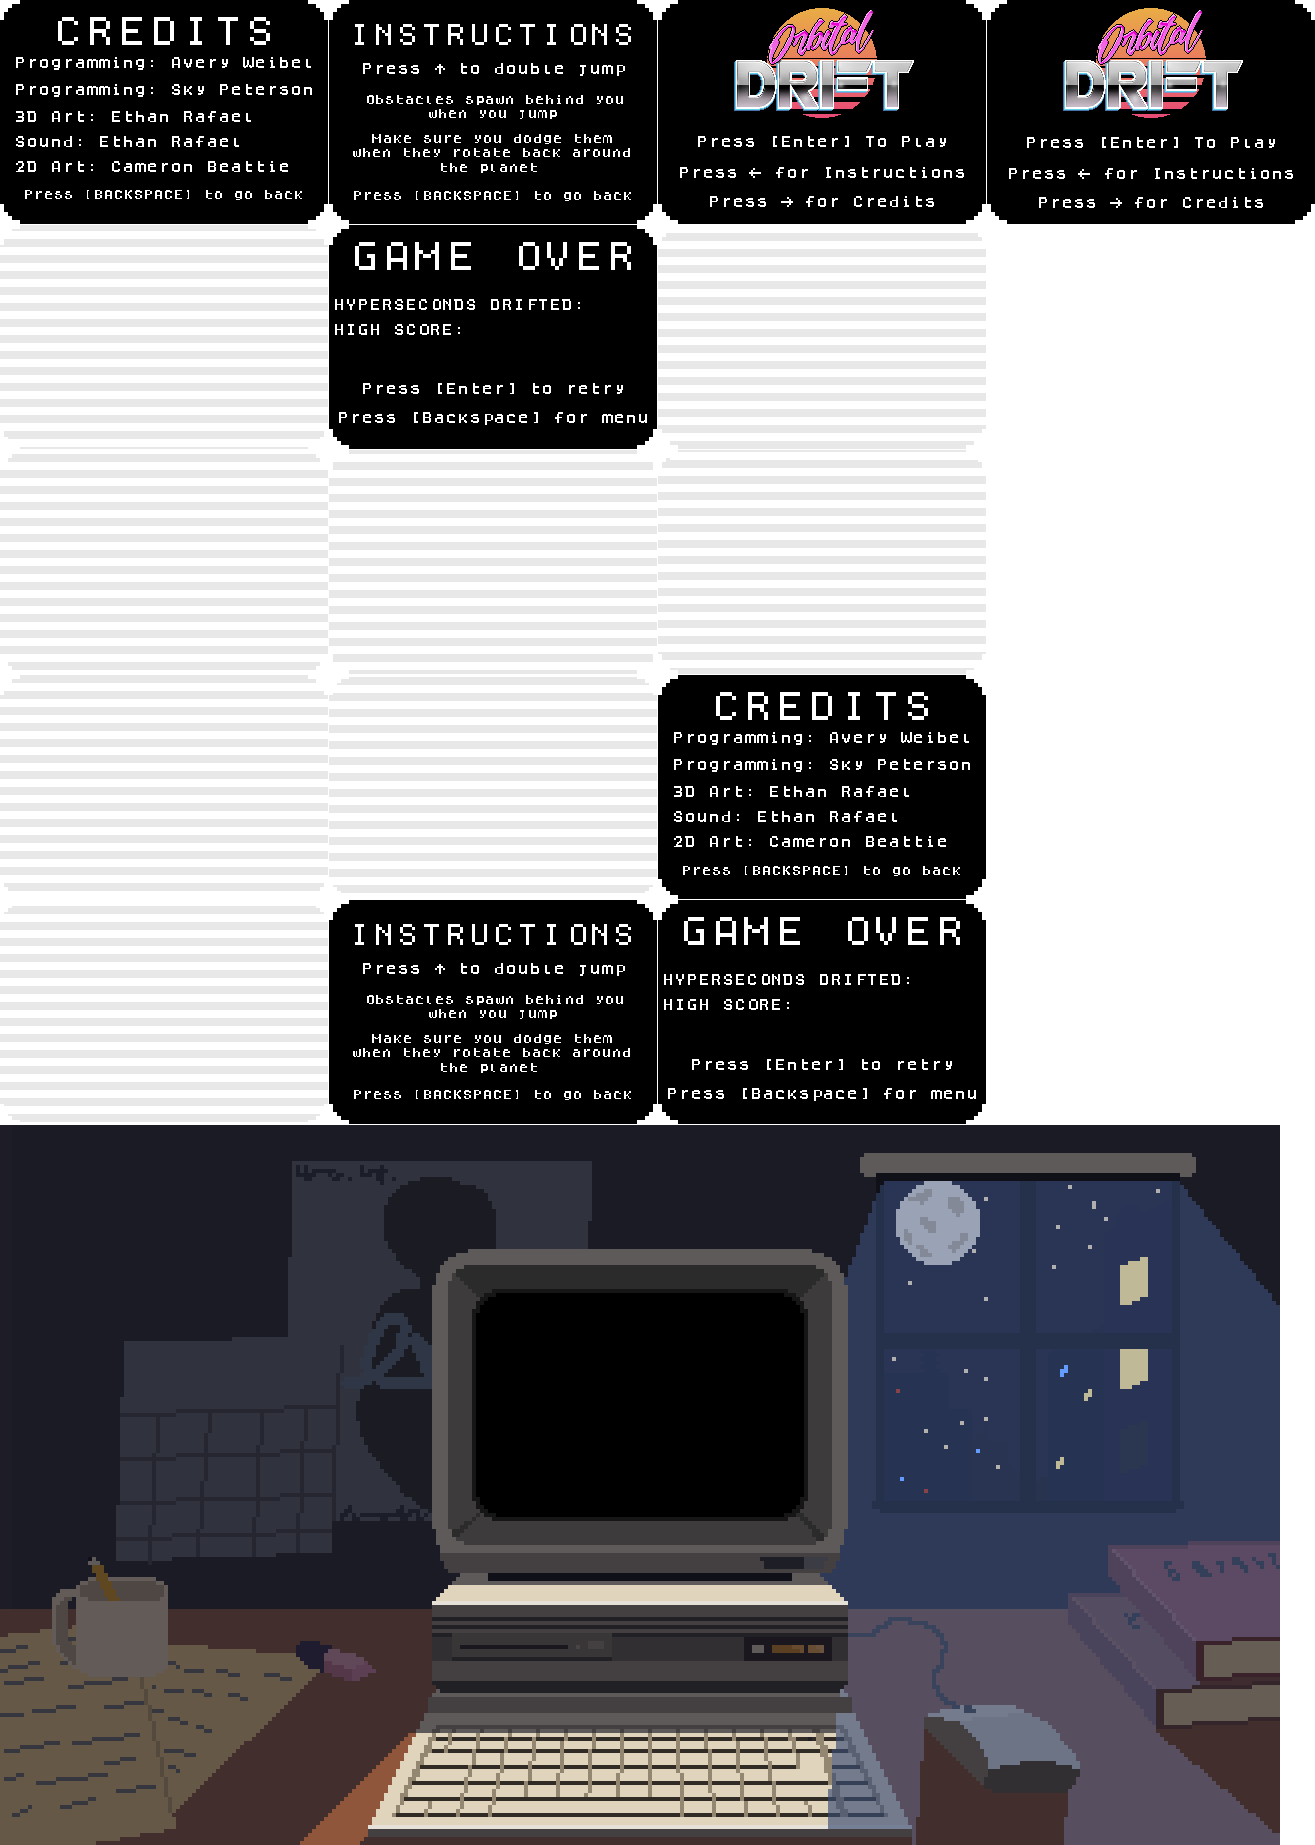 CREDITS
Programming: Avery Weibel
Programming: Sky Peterson
3D Art: Ethan Rafael
Sound: Ethan Rafael
2D Art: Cameron Beattie
Press [BACKSPACE] to go back
INSTRUCTIONS
Press ↑ to double jump
Obstacles spawn behind you
when you jump
Make sure you dodge them
when they rotate back around
the planet
Press [BACKSPACE] to go back
Orbital
DRIFT
Press [Enter] To Play
Press ← for Instructions
Press → for Credits
Orbital
DRIFT
Press [Enter] To Play
Press ← for Instructions
Press → for Credits
GAME OVER
HYPERSECONDS DRIFTED:
HIGH SCORE:
Press [Enter] to retry
Press [Backspace] for menu
CREDITS
Programming: Avery Weibel
Programming: Sky Peterson
3D Art: Ethan Rafael
Sound: Ethan Rafael
2D Art: Cameron Beattie
Press [BACKSPACE] to go back
INSTRUCTIONS
Press ↑ to double jump
Obstacles spawn behind you
when you jump
Make sure you dodge them
when they rotate back around
the planet
Press [BACKSPACE] to go back
GAME OVER
HYPERSECONDS DRIFTED:
HIGH SCORE:
Press [Enter] to retry
Press [Backspace] for menu